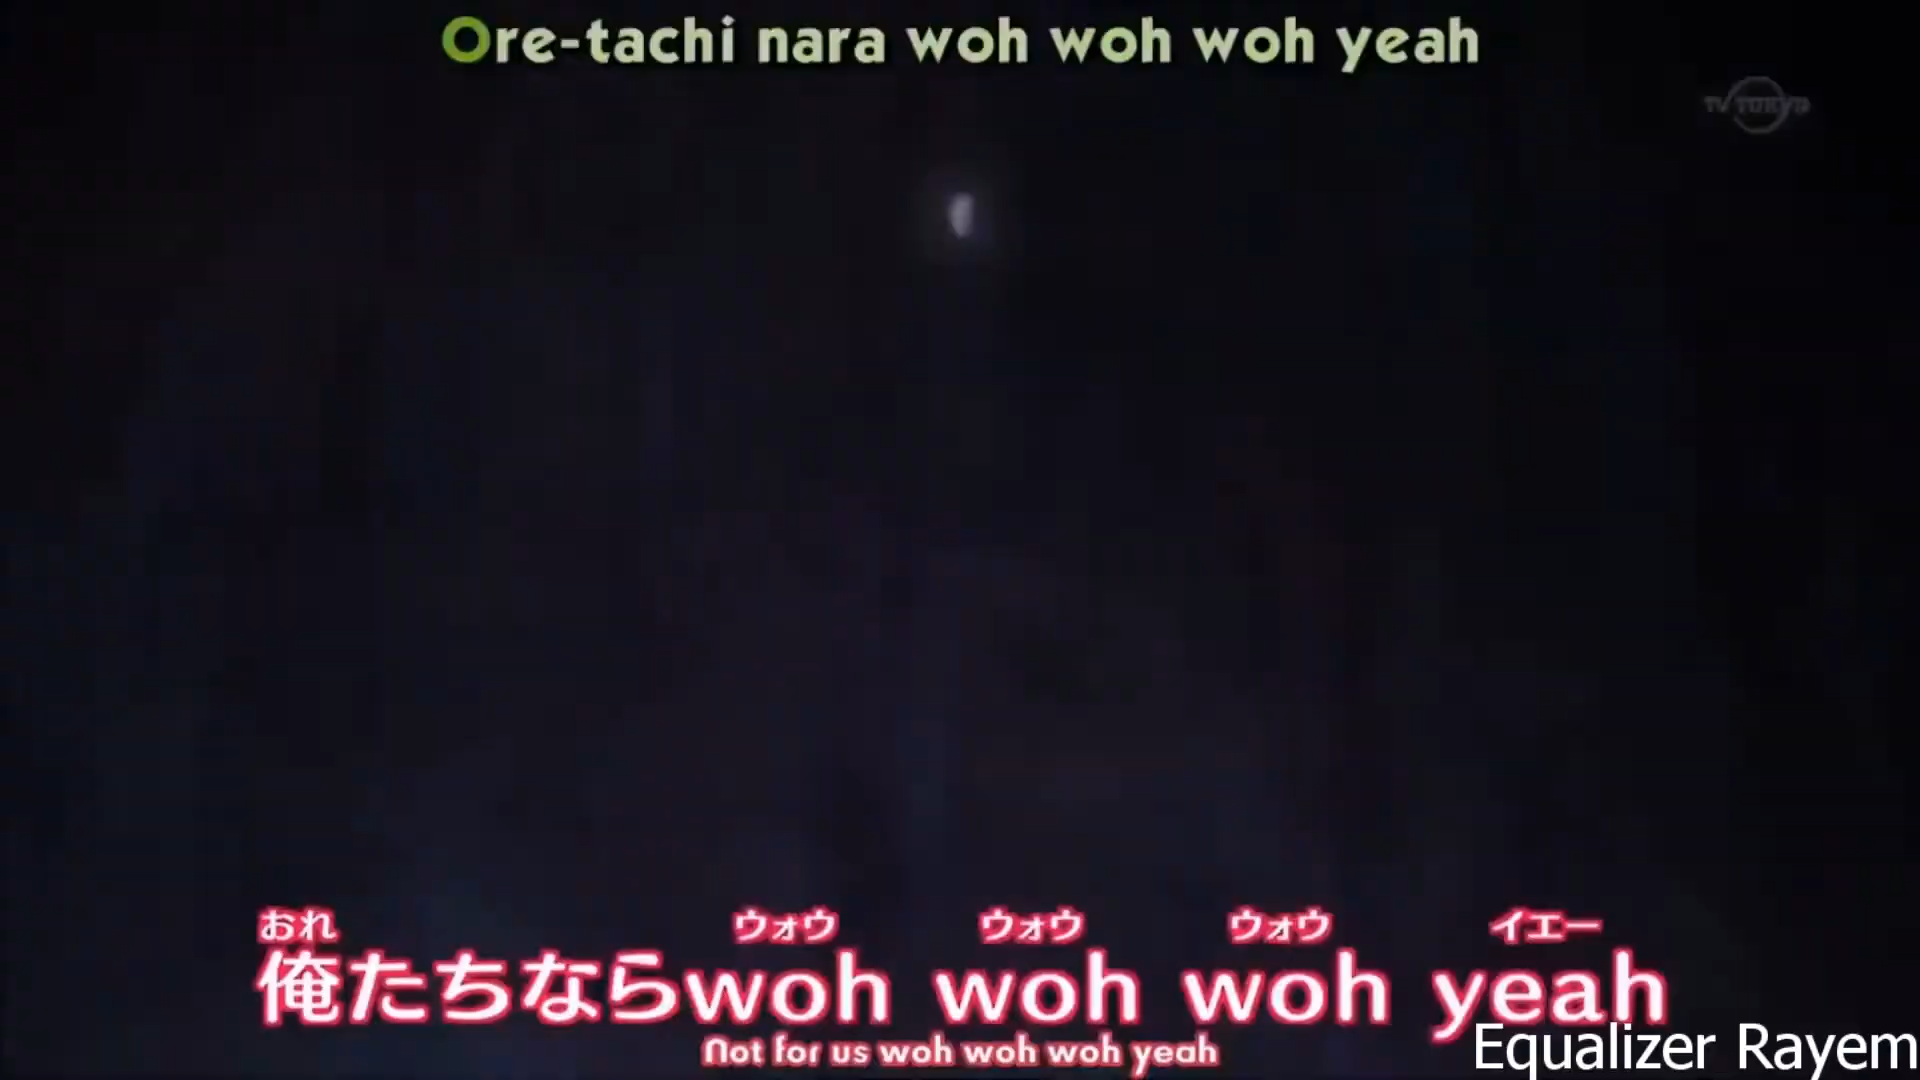 Ore-tachi nara woh woh woh yeah
TV TOKYO
おれ ウォウ ウォウ ウォウ イエー
俺たちならwoh woh woh yeah
Not for us woh woh woh yeah
Equalizer Rayem